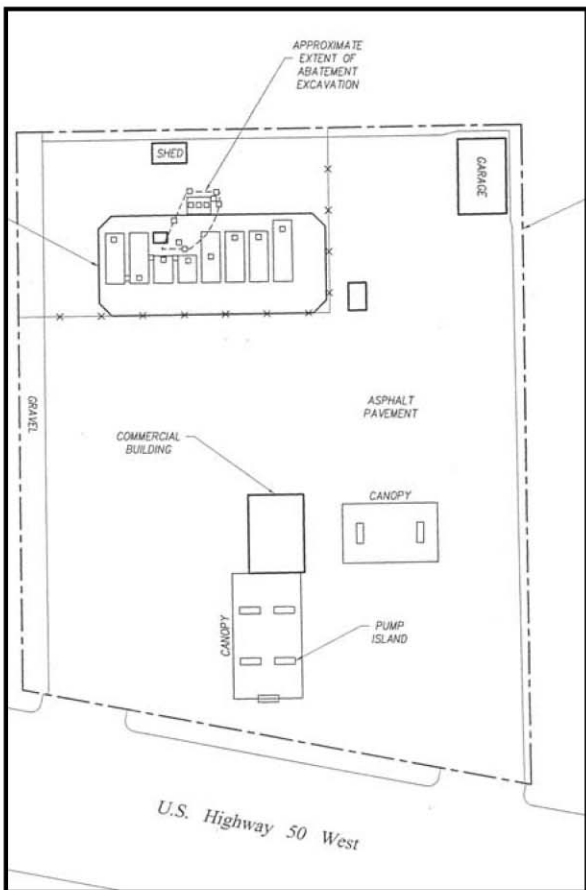 APPROXIMATE
EXTENT OF
ABATEMENT
EXCAVATION
SHED
GARAGE
GRAVEL
ASPHALT
PAVEMENT
COMMERCIAL
BUILDING
CANOPY
CANOPY
PUMP
ISLAND
U.S. Highway 50 West